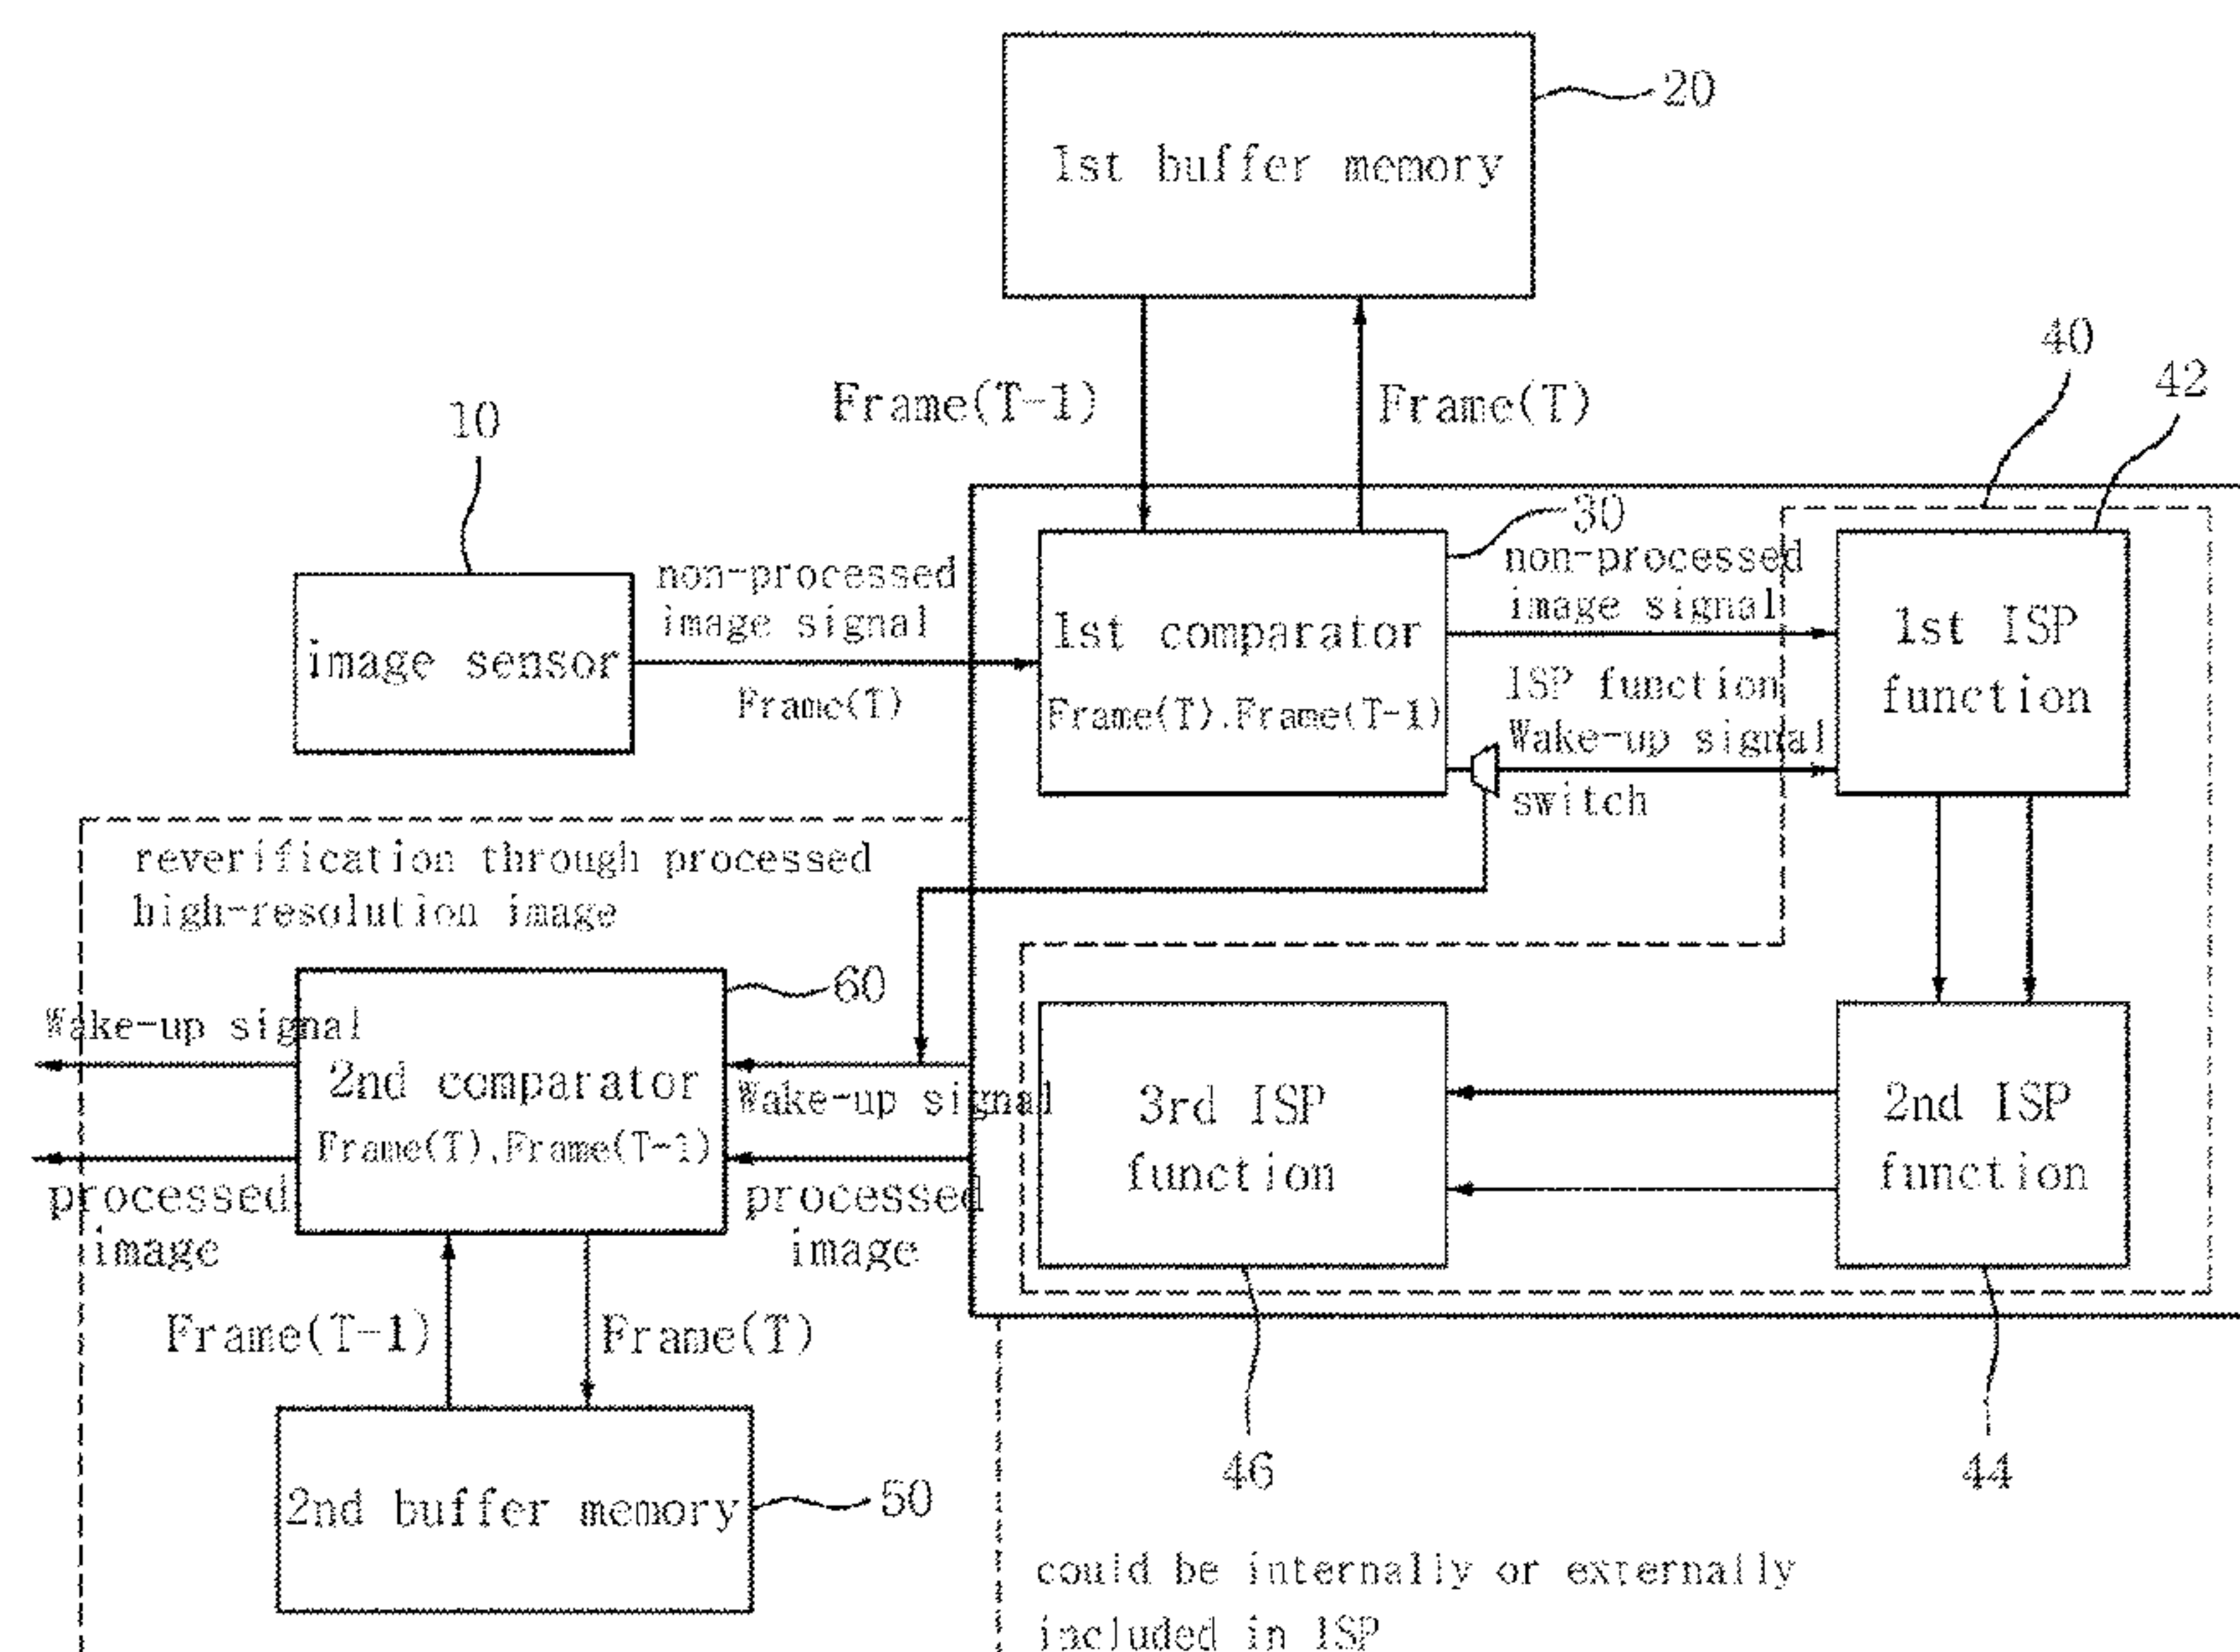 20
1st buffer memory
40
42
Frame(T-1)
Frame(T)
10
30
non-processed
image signal
non-processed
image signal
image sensor
Frame(T)
1st comparator
Frame(T).Frame(T-1)
1st ISP
function
ISP function
Wake-up signal
switch
reverification through processed
high-resolution image
60
Wake-up signal
2nd comparator
Frame(T).Frame(T-1)
Wake-up signal
3rd ISP
function
2nd ISP
function
processed
image
processed
image
Frame(T-1)
Frame(T)
46
44
2nd buffer memory
50
could be internally or externally
included in ISP